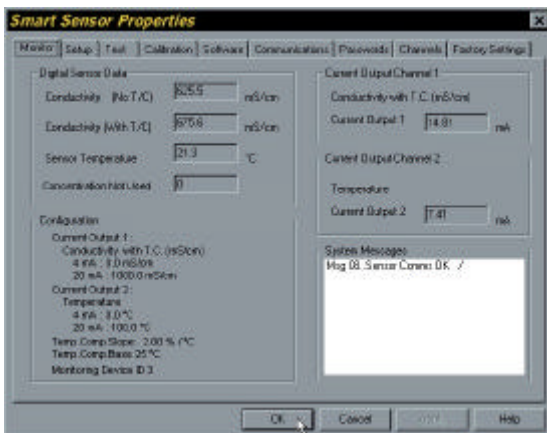 Smart Sensor Properties
Monitor Setup Test Calibration Software Communications Passwords Channels Factory Settings
Digital Sensor Data
Conductivity (No T/C) 625.5 mS/cm
Conductivity (With T/C) 675.6 mS/cm
Sensor Temperature 21.3 °C
Concentration Not Used 0
Configuration
Current Output 1 :
Conductivity with T.C. (mS/cm)
4 mA : 0.0 mS/cm
20 mA : 1000.0 mS/cm
Current Output 2 :
Temperature
4 mA : 0.0 °C
20 mA : 100.0 °C
Temp.Comp.Slope : 2.00 % /°C
Temp.Comp.Basis 25 °C
Monitoring Device ID 3
Current Output Channel 1
Conductivity with T.C. (mS/cm)
Current Output 1 14.81 mA
Current Output Channel 2
Temperature
Current Output 2 7.41 mA
System Messages
Msg 08. Sensor Comms OK /
OK Cancel Help